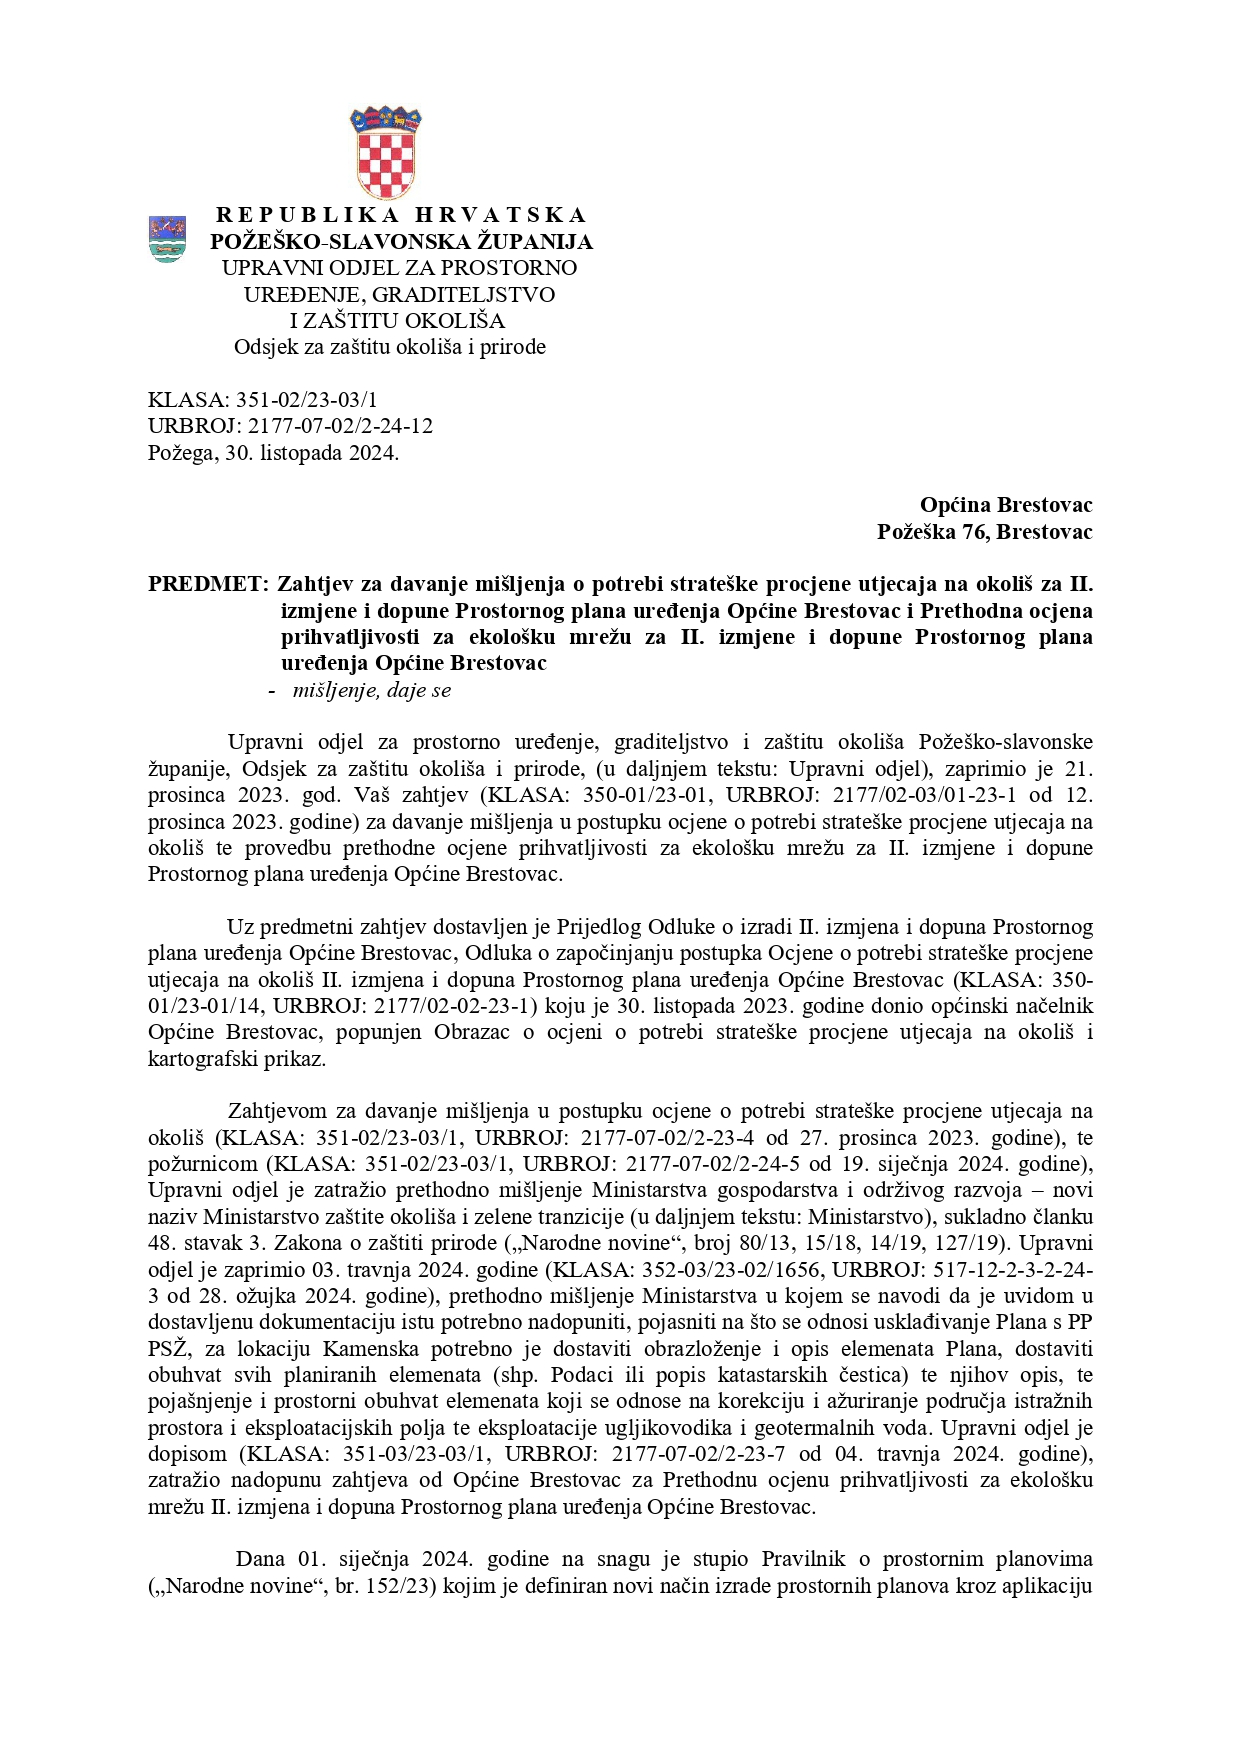 REPUBLIKA HRVATSKA
POŽEŠKO-SLAVONSKA ŽUPANIJA
UPRAVNI ODJEL ZA PROSTORNO
UREĐENJE, GRADITELJSTVO
I ZAŠTITU OKOLIŠA
Odsjek za zaštitu okoliša i prirode
KLASA: 351-02/23-03/1
URBROJ: 2177-07-02/2-24-12
Požega, 30. listopada 2024.
Općina Brestovac
Požeška 76, Brestovac
PREDMET: Zahtjev za davanje mišljenja o potrebi strateške procjene utjecaja na okoliš za II.
izmjene i dopune Prostornog plana uređenja Općine Brestovac i Prethodna ocjena
prihvatljivosti za ekološku mrežu za II. izmjene i dopune Prostornog plana
uređenja Općine Brestovac
- mišljenje, daje se
Upravni odjel za prostorno uređenje, graditeljstvo i zaštitu okoliša Požeško-slavonske
županije, Odsjek za zaštitu okoliša i prirode, (u daljnjem tekstu: Upravni odjel), zaprimio je 21.
prosinca 2023. god. Vaš zahtjev (KLASA: 350-01/23-01, URBROJ: 2177/02-03/01-23-1 od 12.
prosinca 2023. godine) za davanje mišljenja u postupku ocjene o potrebi strateške procjene utjecaja na
okoliš te provedbu prethodne ocjene prihvatljivosti za ekološku mrežu za II. izmjene i dopune
Prostornog plana uređenja Općine Brestovac.
Uz predmetni zahtjev dostavljen je Prijedlog Odluke o izradi II. izmjena i dopuna Prostornog
plana uređenja Općine Brestovac, Odluka o započinjanju postupka Ocjene o potrebi strateške procjene
utjecaja na okoliš II. izmjena i dopuna Prostornog plana uređenja Općine Brestovac (KLASA: 350-
01/23-01/14, URBROJ: 2177/02-02-23-1) koju je 30. listopada 2023. godine donio općinski načelnik
Općine Brestovac, popunjen Obrazac o ocjeni o potrebi strateške procjene utjecaja na okoliš i
kartografski prikaz.
Zahtjevom za davanje mišljenja u postupku ocjene o potrebi strateške procjene utjecaja na
okoliš (KLASA: 351-02/23-03/1, URBROJ: 2177-07-02/2-23-4 od 27. prosinca 2023. godine), te
požurnicom (KLASA: 351-02/23-03/1, URBROJ: 2177-07-02/2-24-5 od 19. siječnja 2024. godine),
Upravni odjel je zatražio prethodno mišljenje Ministarstva gospodarstva i održivog razvoja – novi
naziv Ministarstvo zaštite okoliša i zelene tranzicije (u daljnjem tekstu: Ministarstvo), sukladno članku
48. stavak 3. Zakona o zaštiti prirode („Narodne novine“, broj 80/13, 15/18, 14/19, 127/19). Upravni
odjel je zaprimio 03. travnja 2024. godine (KLASA: 352-03/23-02/1656, URBROJ: 517-12-2-3-2-24-
3 od 28. ožujka 2024. godine), prethodno mišljenje Ministarstva u kojem se navodi da je uvidom u
dostavljenu dokumentaciju istu potrebno nadopuniti, pojasniti na što se odnosi usklađivanje Plana s PP
PSŽ, za lokaciju Kamenska potrebno je dostaviti obrazloženje i opis elemenata Plana, dostaviti
obuhvat svih planiranih elemenata (shp. Podaci ili popis katastarskih čestica) te njihov opis, te
pojašnjenje i prostorni obuhvat elemenata koji se odnose na korekciju i ažuriranje područja istražnih
prostora i eksploatacijskih polja te eksploatacije ugljikovodika i geotermalnih voda. Upravni odjel je
dopisom (KLASA: 351-03/23-03/1, URBROJ: 2177-07-02/2-23-7 od 04. travnja 2024. godine),
zatražio nadopunu zahtjeva od Općine Brestovac za Prethodnu ocjenu prihvatljivosti za ekološku
mrežu II. izmjena i dopuna Prostornog plana uređenja Općine Brestovac.
Dana 01. siječnja 2024. godine na snagu je stupio Pravilnik o prostornim planovima
(„Narodne novine“, br. 152/23) kojim je definiran novi način izrade prostornih planova kroz aplikaciju